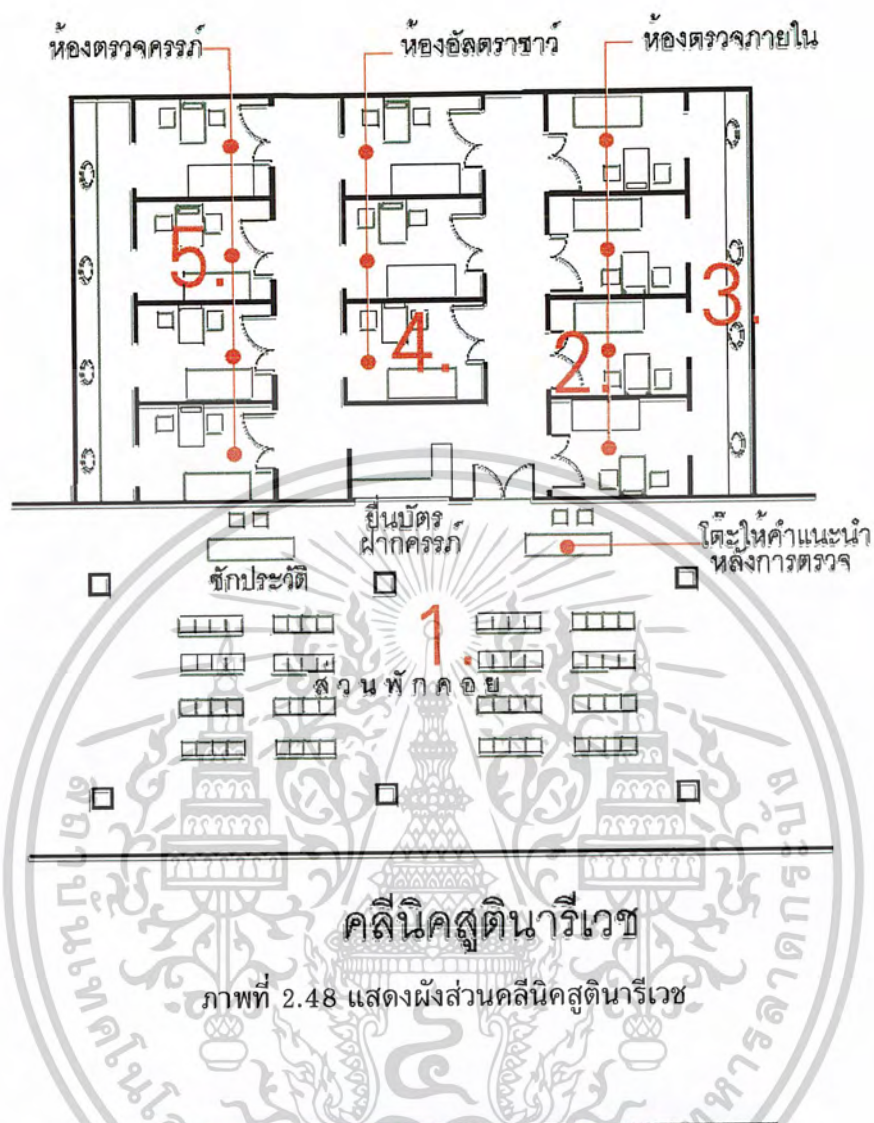 ห้องตรวจครรภ์
ห้องอัลตราซาว์
ห้องตรวจภายใน
5.
4.
2.
3.
ยื่นบัตร
ฝากครรภ์
ซักประวัติ
โต๊ะให้คำแนะนำ
หลังการตรวจ
1.
ส่วนพักคอย
คลีนิคสูตินารีเวช
ภาพที่ 2.48 แสดงผังส่วนคลีนิคสูตินารีเวช